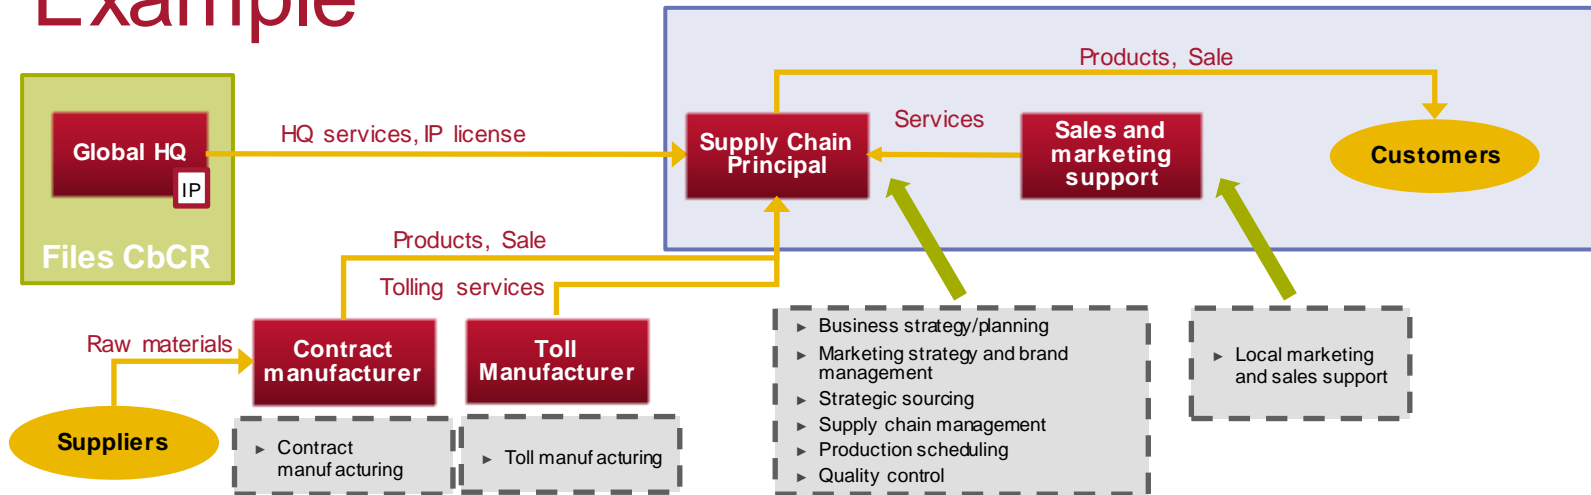 Example
Products, Sale
HQ services, IP license
Services
Global HQ
IP
Files CbCR
Supply Chain
Principal
Sales and
marketing
support
Customers
Products, Sale
Tolling services
Raw materials
Contract
manufacturer
Toll
Manufacturer
Suppliers
► Contract
manufacturing
► Toll manufacturing
► Business strategy/planning
► Marketing strategy and brand
management
► Strategic sourcing
► Supply chain management
► Production scheduling
► Quality control
► Local marketing
and sales support